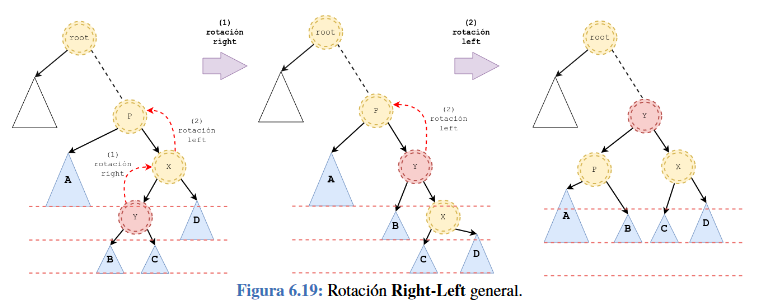 (1)
rotación
right
(2)
rotación
left
root
P
(2)
rotación
left
(1)
rotación
right
X
A
Y
D
B
C
root
P
(2)
rotación
left
A
Y
B
X
C
D
root
Y
P
X
A
B
C
D
Figura 6.19: Rotación Right-Left general.